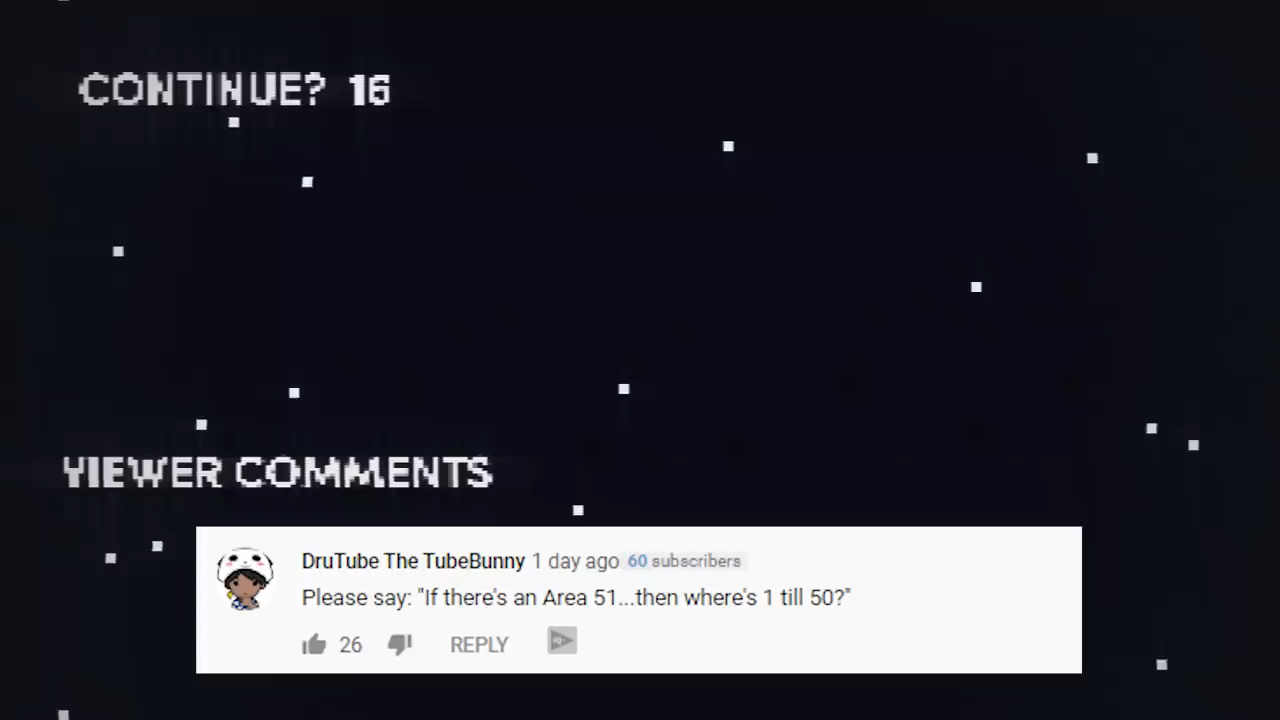 CONTINUE? 16
VIEWER COMMENTS
DruTube The TubeBunny 1 day ago 60 subscribers
Please say: "If there's an Area 51...then where's 1 till 50?"
26 REPLY